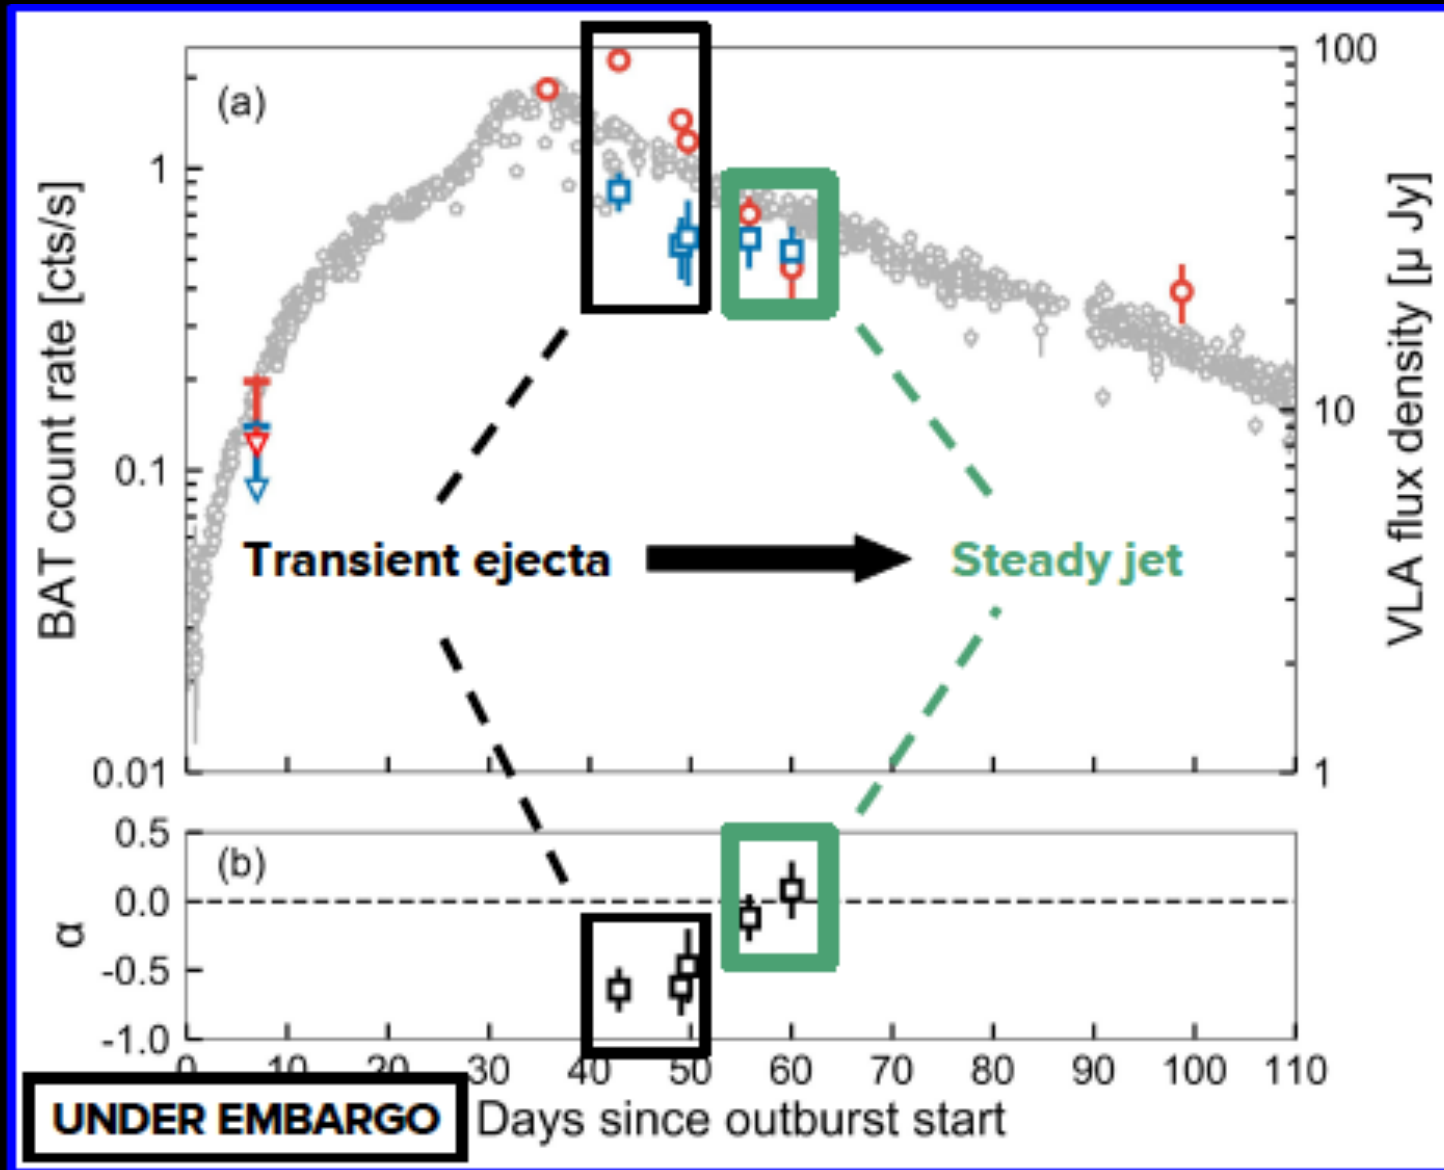 (a)
BAT count rate [cts/s]
1
0.1
0.01
100
10
1
VLA flux density [μ Jy]
Transient ejecta
Steady jet
(b)
α
0.5
0.0
-0.5
-1.0
0 10 20 30 40 50 60 70 80 90 100 110
UNDER EMBARGO
Days since outburst start